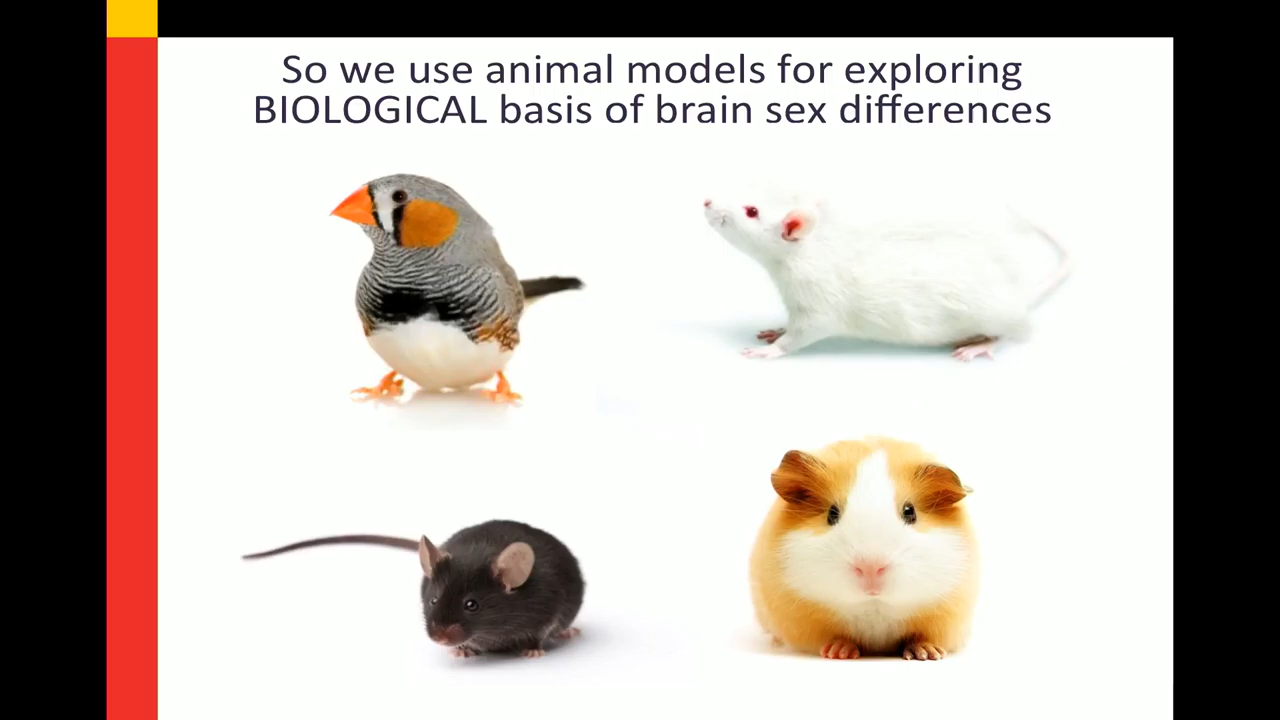 So we use animal models for exploring
BIOLOGICAL basis of brain sex differences